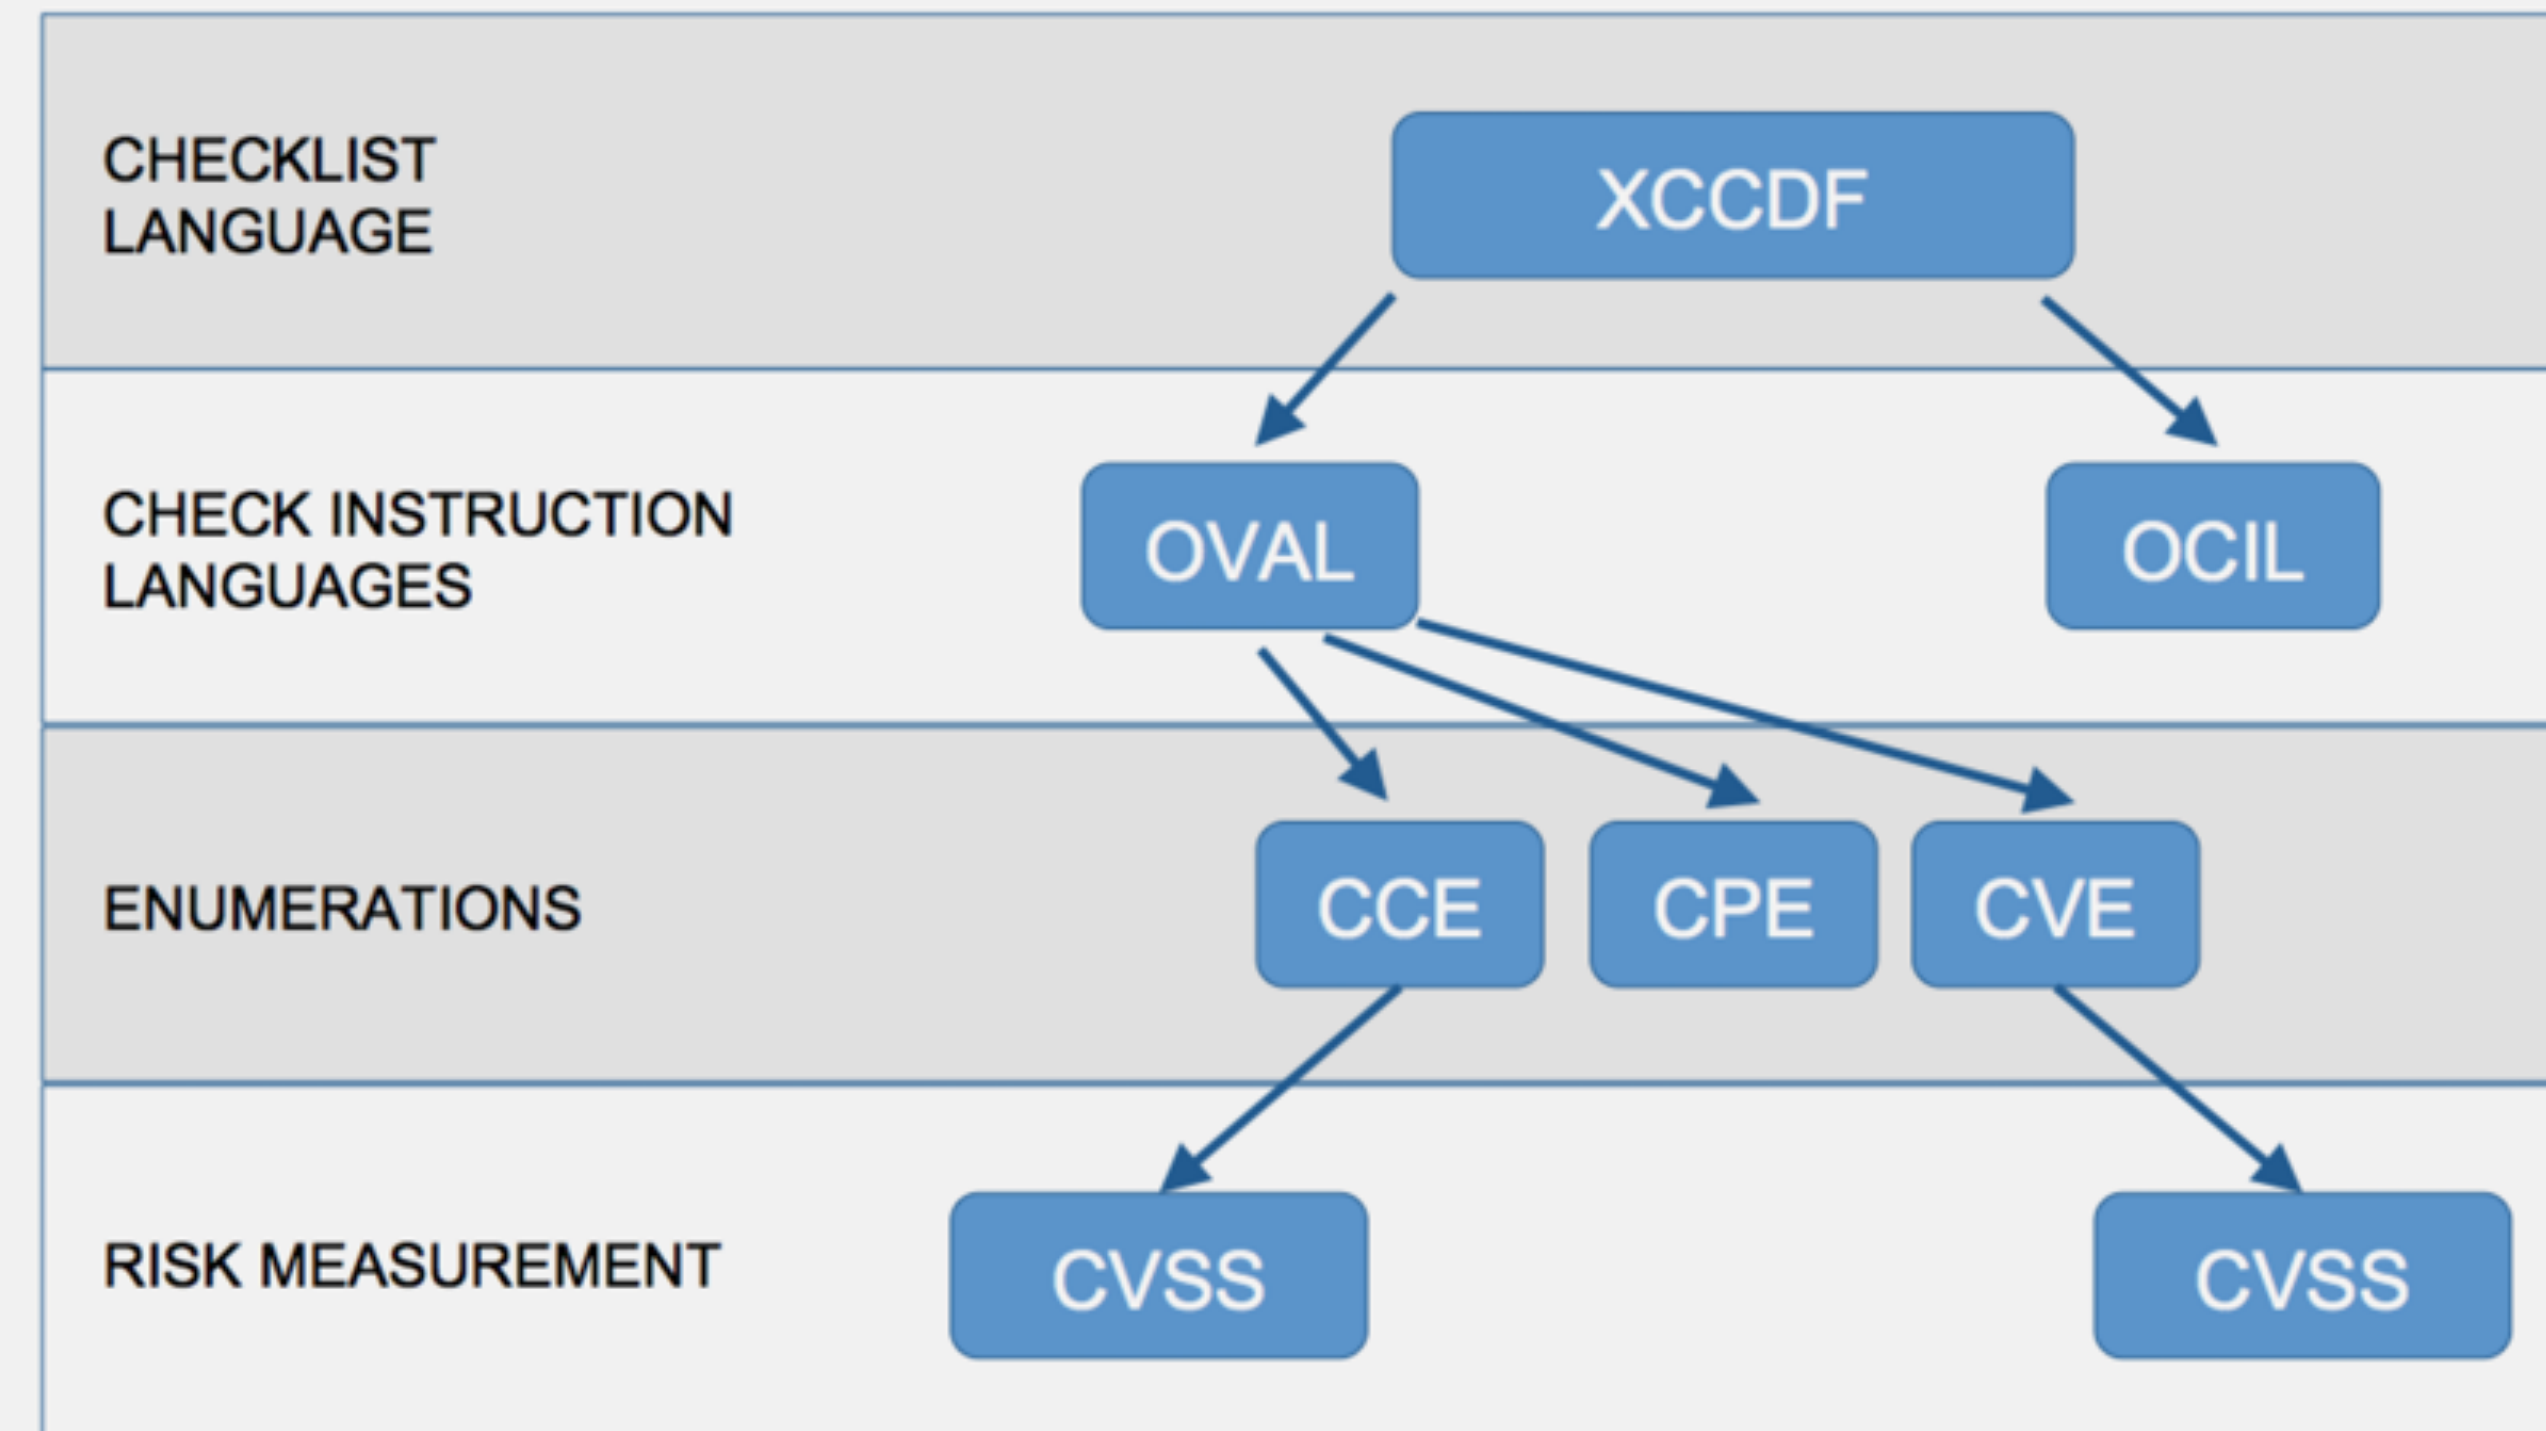 CHECKLIST
LANGUAGE
XCCDF
CHECK INSTRUCTION
LANGUAGES
OVAL
OCIL
ENUMERATIONS
CCE
CPE
CVE
RISK MEASUREMENT
CVSS
CVSS